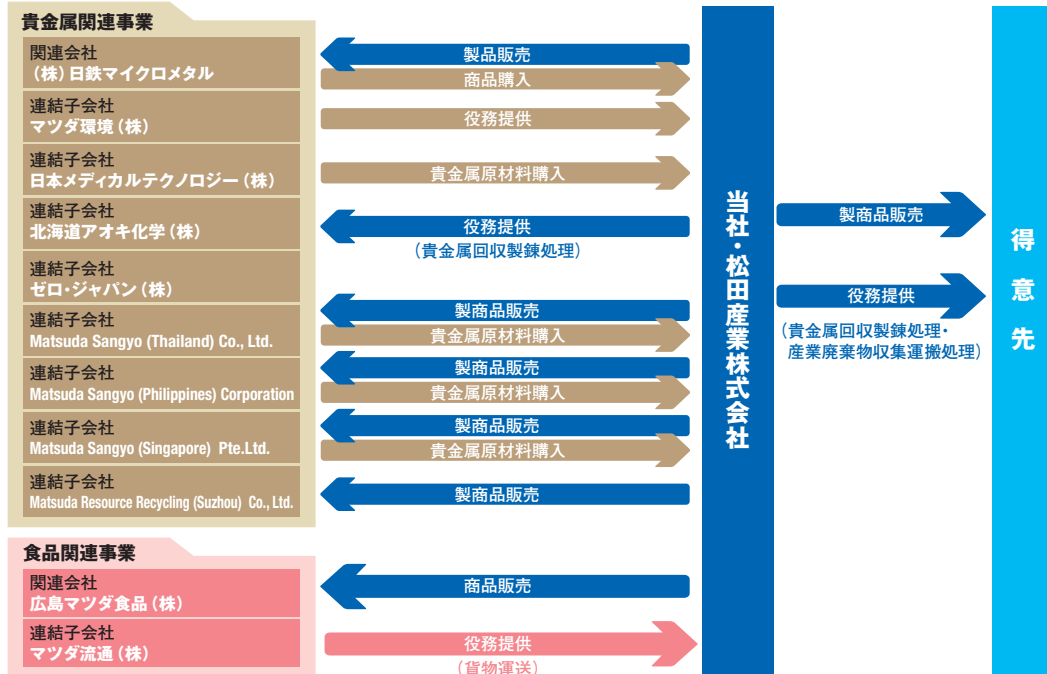 貴金属関連事業
関連会社
（株）日鉄マイクロメタル
製品販売
商品購入
連結子会社
マツダ環境（株）
役務提供
連結子会社
日本メディカルテクノロジー（株）
貴金属原材料購入
連結子会社
北海道アオキ化学（株）
役務提供
（貴金属回収製錬処理）
連結子会社
ゼロ・ジャパン（株）
連結子会社
Matsuda Sangyo (Thailand) Co., Ltd.
製商品販売
貴金属原材料購入
連結子会社
Matsuda Sangyo (Philippines) Corporation
製商品販売
貴金属原材料購入
連結子会社
Matsuda Sangyo (Singapore) Pte.Ltd.
製商品販売
貴金属原材料購入
連結子会社
Matsuda Resource Recycling (Suzhou) Co., Ltd.
製商品販売
食品関連事業
関連会社
広島マツダ食品（株）
商品販売
連結子会社
マツダ流通（株）
役務提供
（貨物運送）
当社・松田産業株式会社
製商品販売
役務提供
（貴金属回収製錬処理・
産業廃棄物収集運搬処理）
得意先